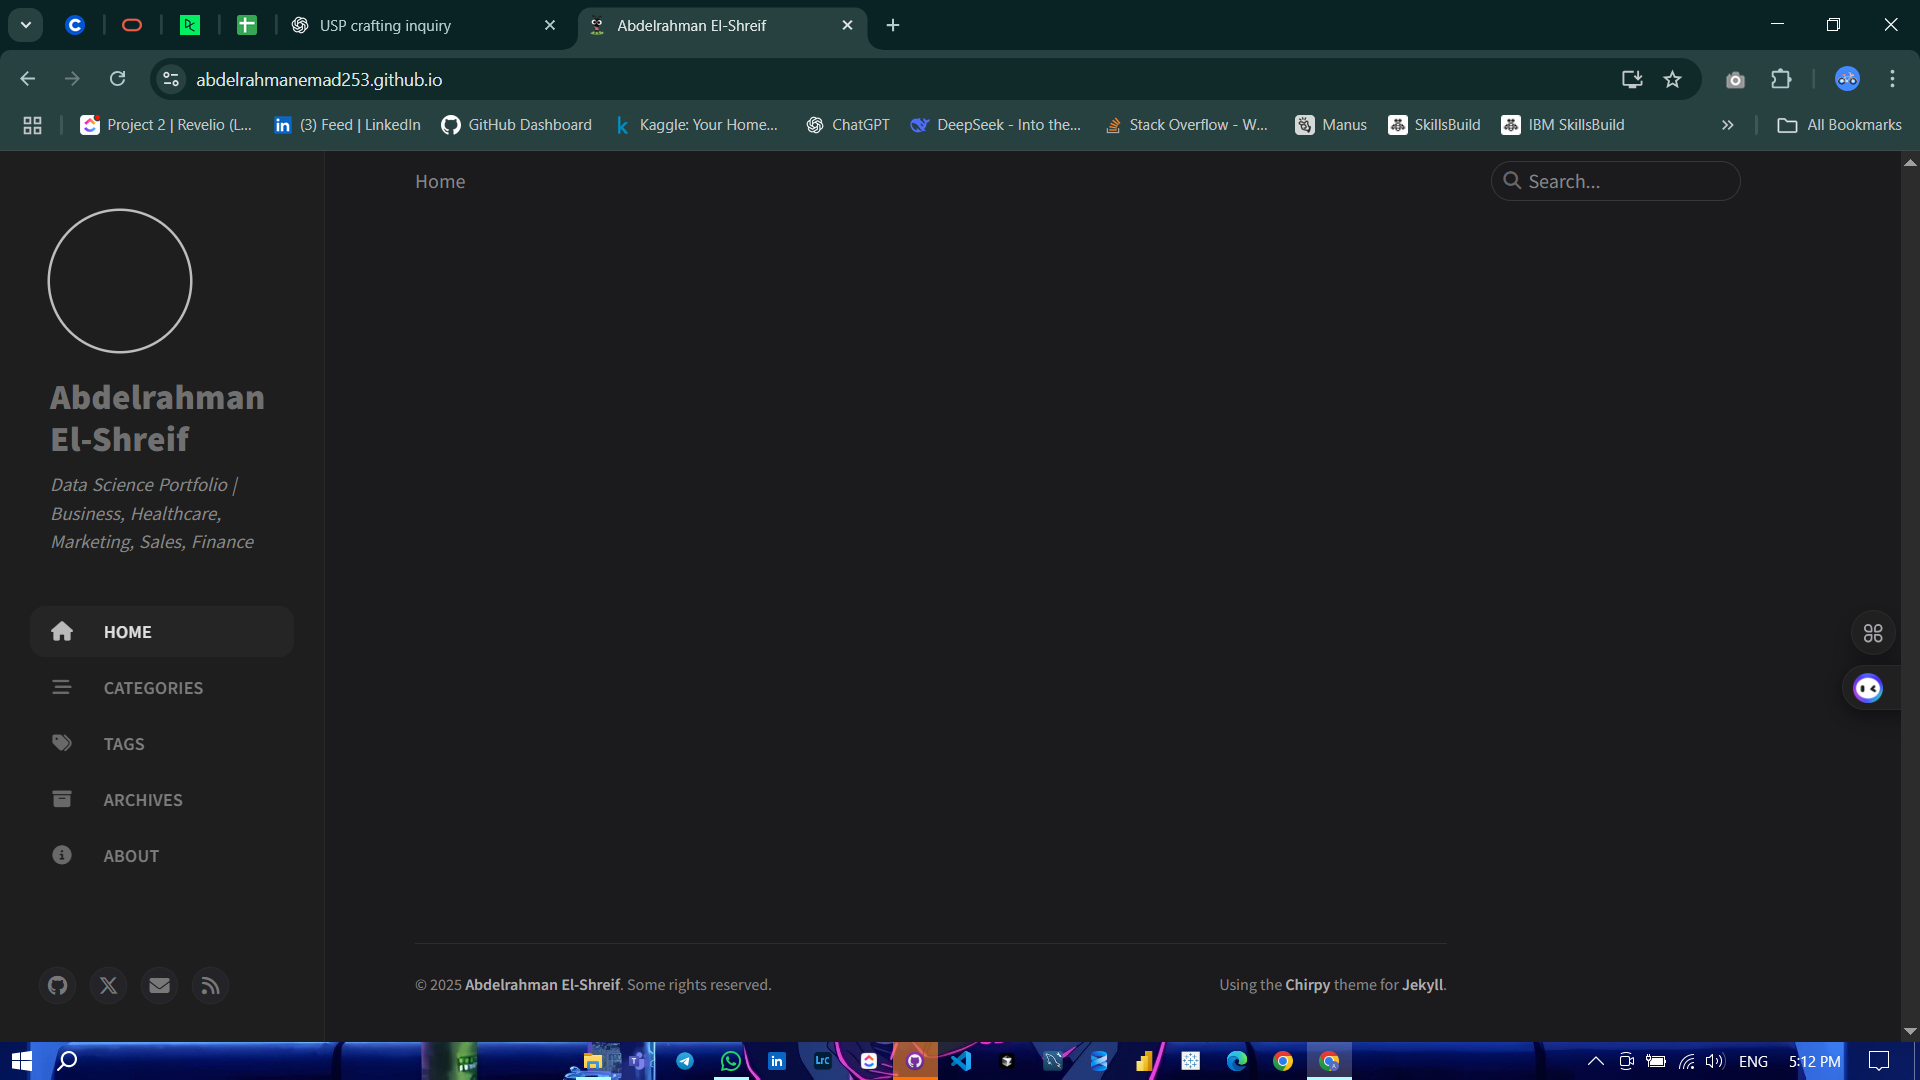 USP crafting inquiry
Abdelrahman El-Shreif
abdelrahmanemad253.github.io
Project 2 | Revelio (L...
(3) Feed | LinkedIn
GitHub Dashboard
Kaggle: Your Home...
ChatGPT
DeepSeek - Into the...
Stack Overflow - W...
Manus
SkillsBuild
IBM SkillsBuild
All Bookmarks
Home
Search...
Abdelrahman
El-Shreif
Data Science Portfolio |
Business, Healthcare,
Marketing, Sales, Finance
HOME
CATEGORIES
TAGS
ARCHIVES
ABOUT
© 2025 Abdelrahman El-Shreif. Some rights reserved.
Using the Chirpy theme for Jekyll.
Lrc
ENG
5:12 PM